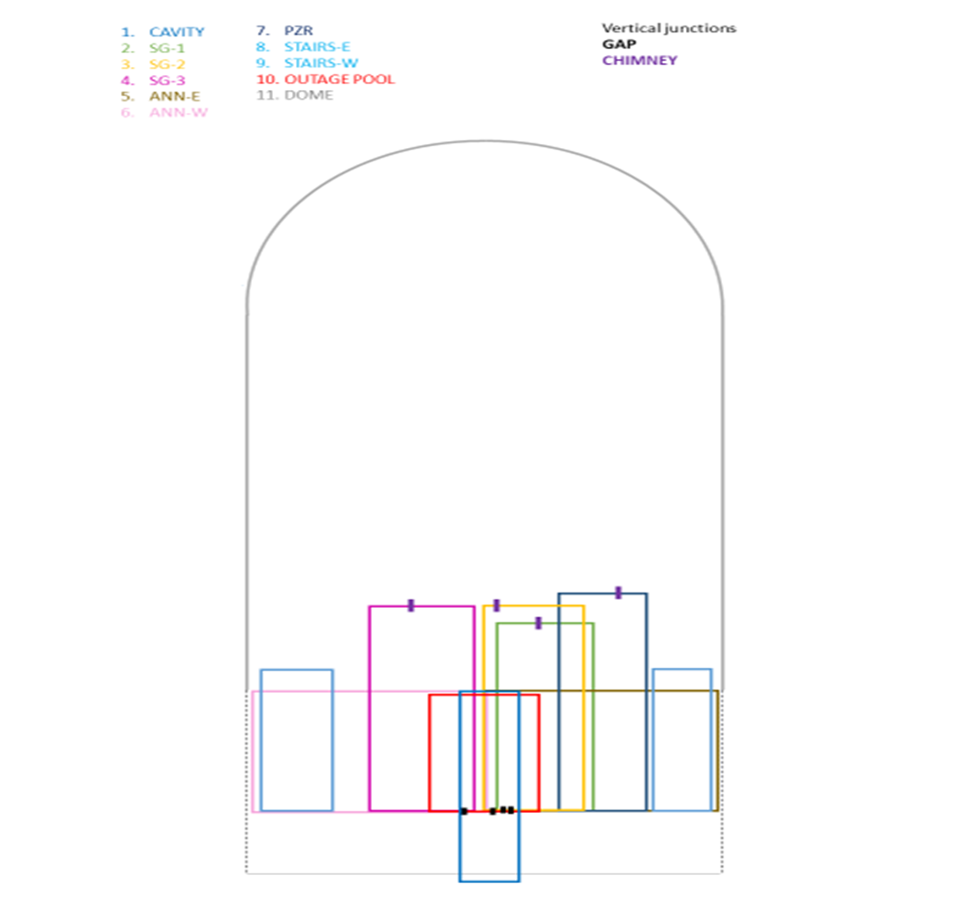 1. CAVITY
2. SG-1
3. SG-2
4. SG-3
5. ANN-E
6. ANN-W
7. PZR
8. STAIRS-E
9. STAIRS-W
10. OUTAGE POOL
11. DOME
Vertical junctions
GAP
CHIMNEY